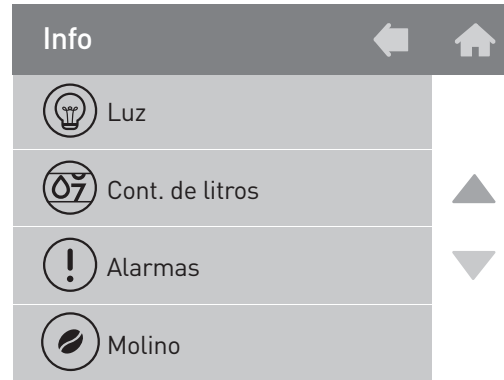 Info
Luz
Cont. de litros
Alarmas
Molino